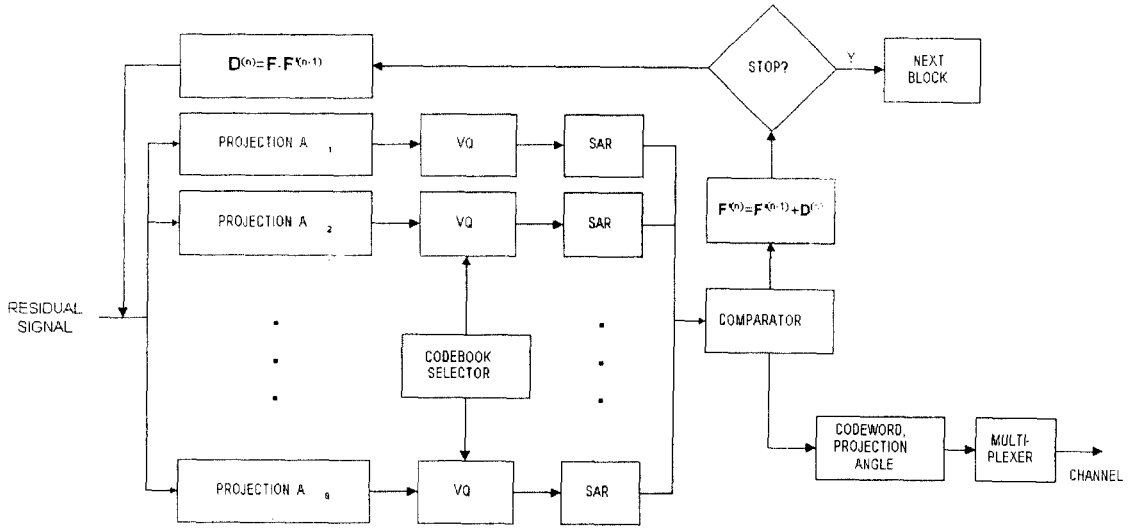 D(n)=F-F'(n-1)
STOP?
Y
NEXT
BLOCK
PROJECTION A 1
VQ
SAR
PROJECTION A 2
VQ
SAR
F'(n)=F'(n-1)+D(n)
RESIDUAL
SIGNAL
CODEBOOK
SELECTOR
COMPARATOR
CODEWORD,
PROJECTION
ANGLE
MULTI-
PLEXER
CHANNEL
PROJECTION A 8
VQ
SAR